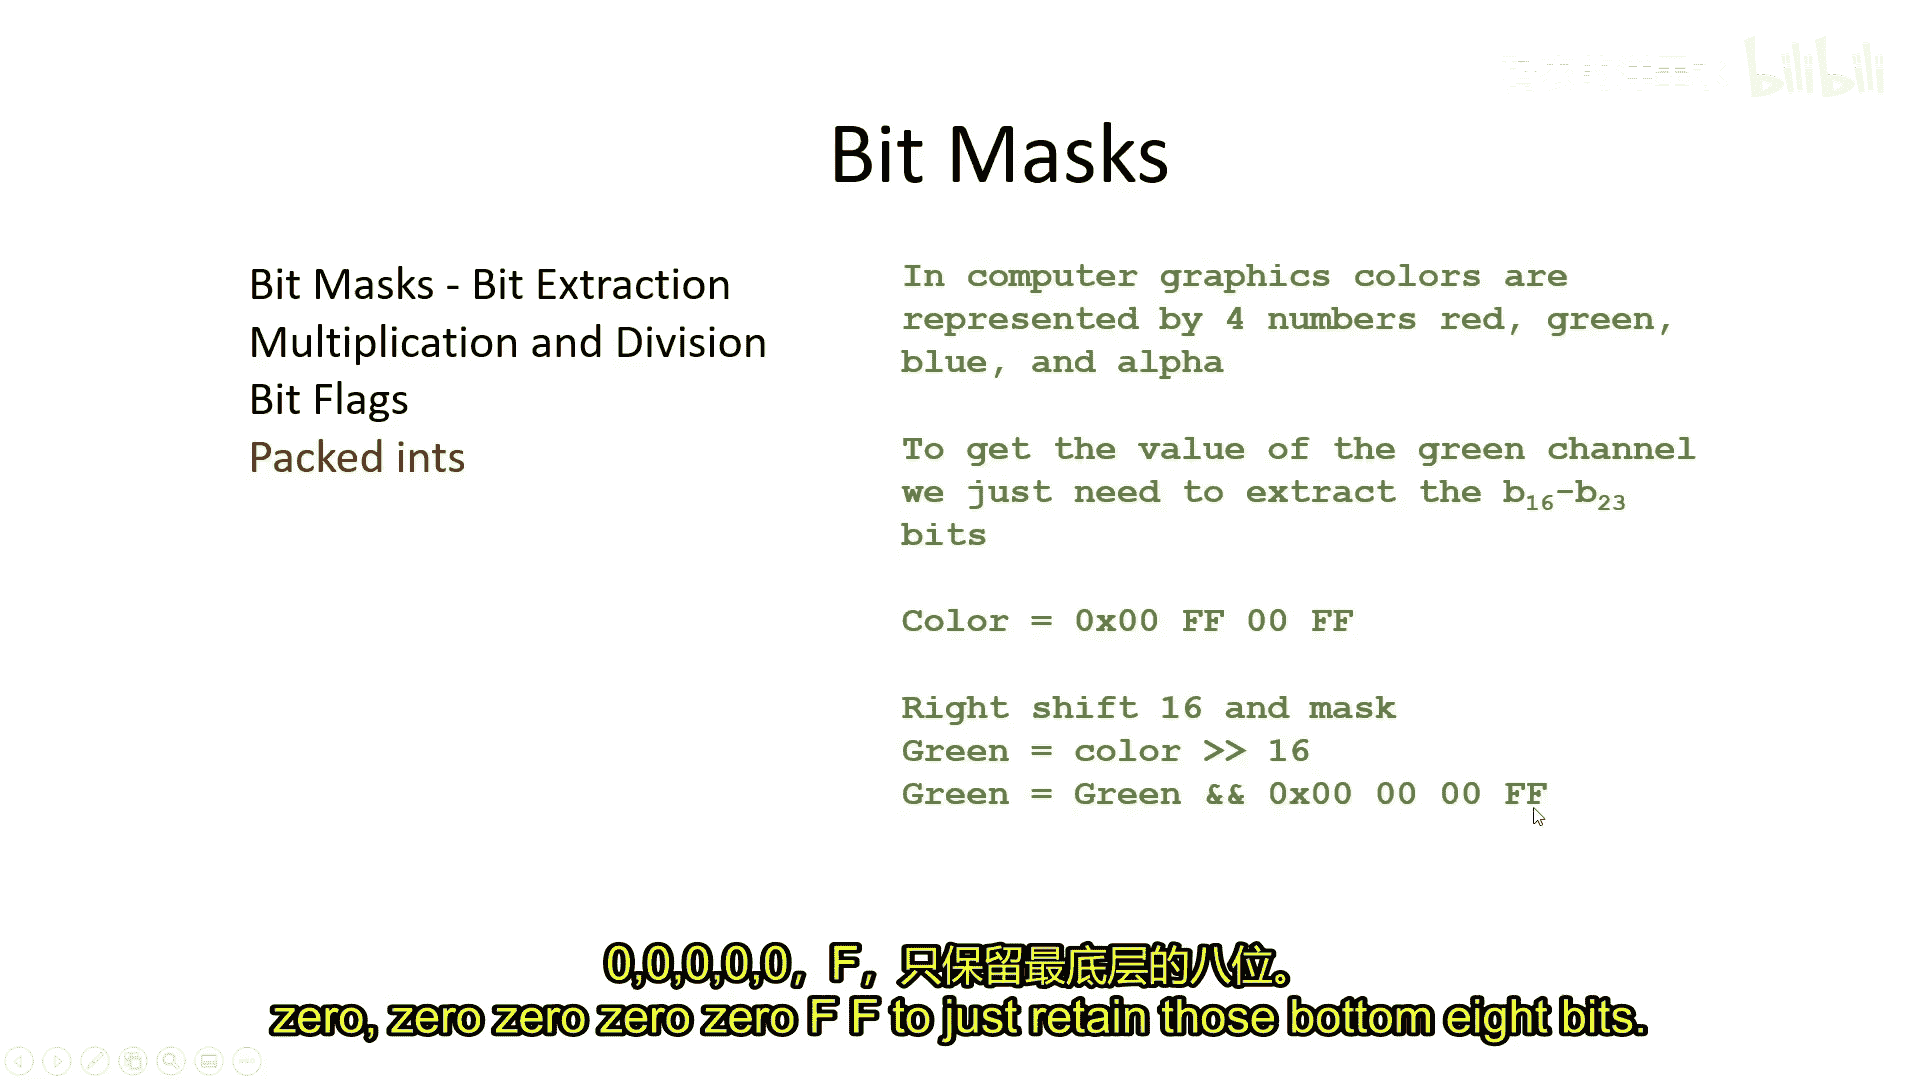 bilibili
Bit Masks
Bit Masks - Bit Extraction
Multiplication and Division
Bit Flags
Packed ints
In computer graphics colors are
represented by 4 numbers red, green,
blue, and alpha
To get the value of the green channel
we just need to extract the b₁₆-b₂₃
bits
Color = 0x00 FF 00 FF
Right shift 16 and mask
Green = color >> 16
Green = Green && 0x00 00 00 FF
0,0,0,0,0，F，只保留最底层的八位。
zero, zero zero zero zero F F to just retain those bottom eight bits.